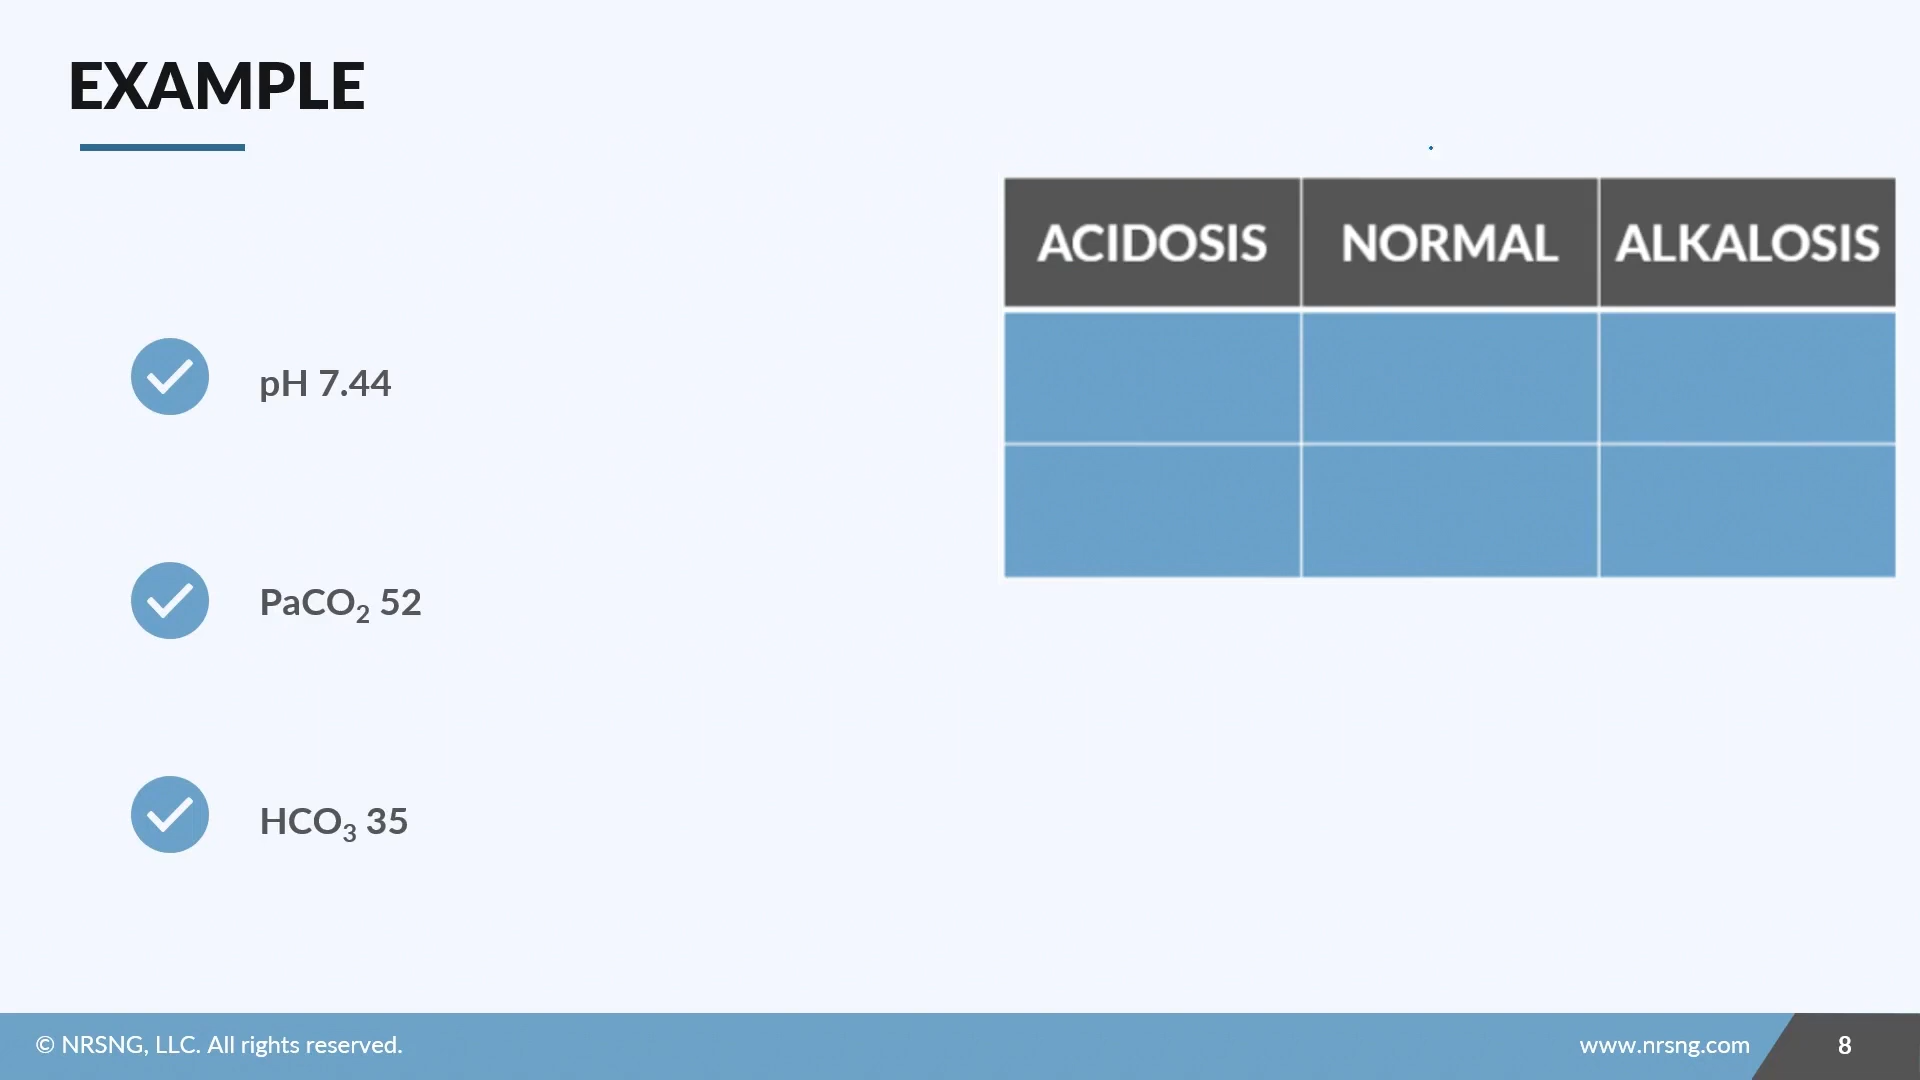 EXAMPLE
ACIDOSIS NORMAL ALKALOSIS
pH 7.44
PaCO₂ 52
HCO₃ 35
© NRSNG, LLC. All rights reserved.
www.nrsng.com
8